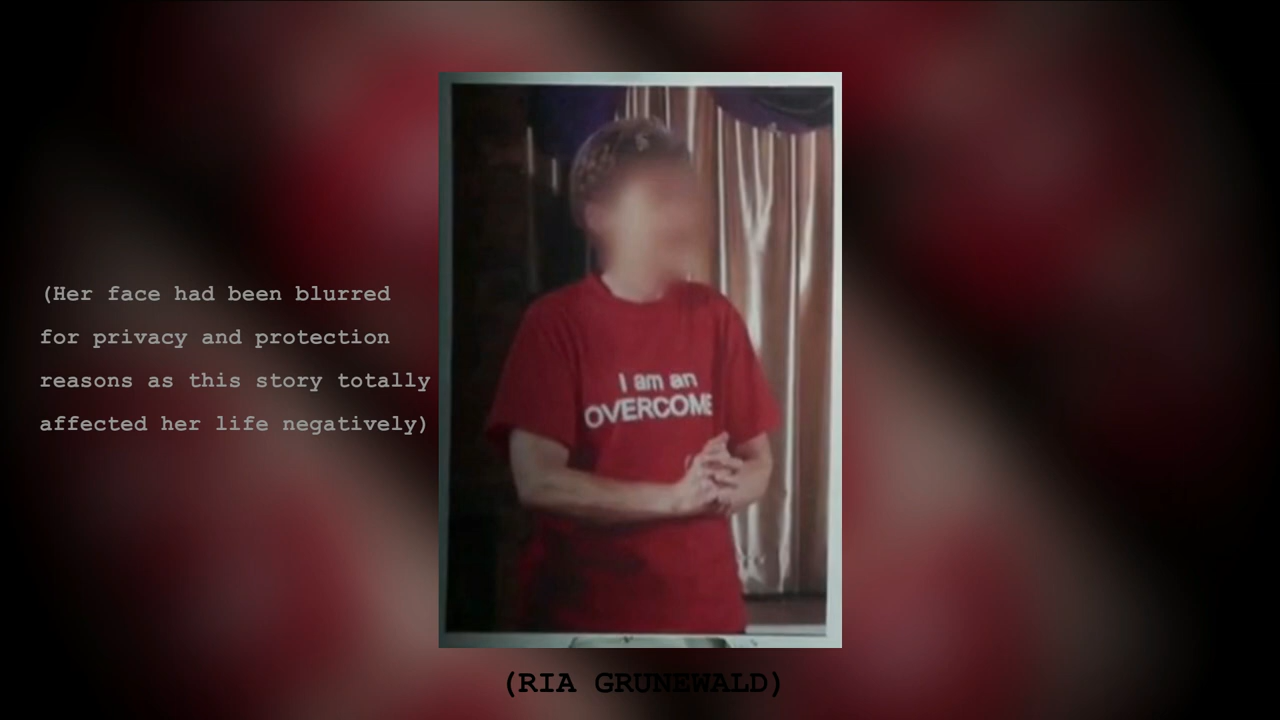 (Her face had been blurred
for privacy and protection
reasons as this story totally
affected her life negatively)
I am an
OVERCOME
(RIA GRUNEWALD)